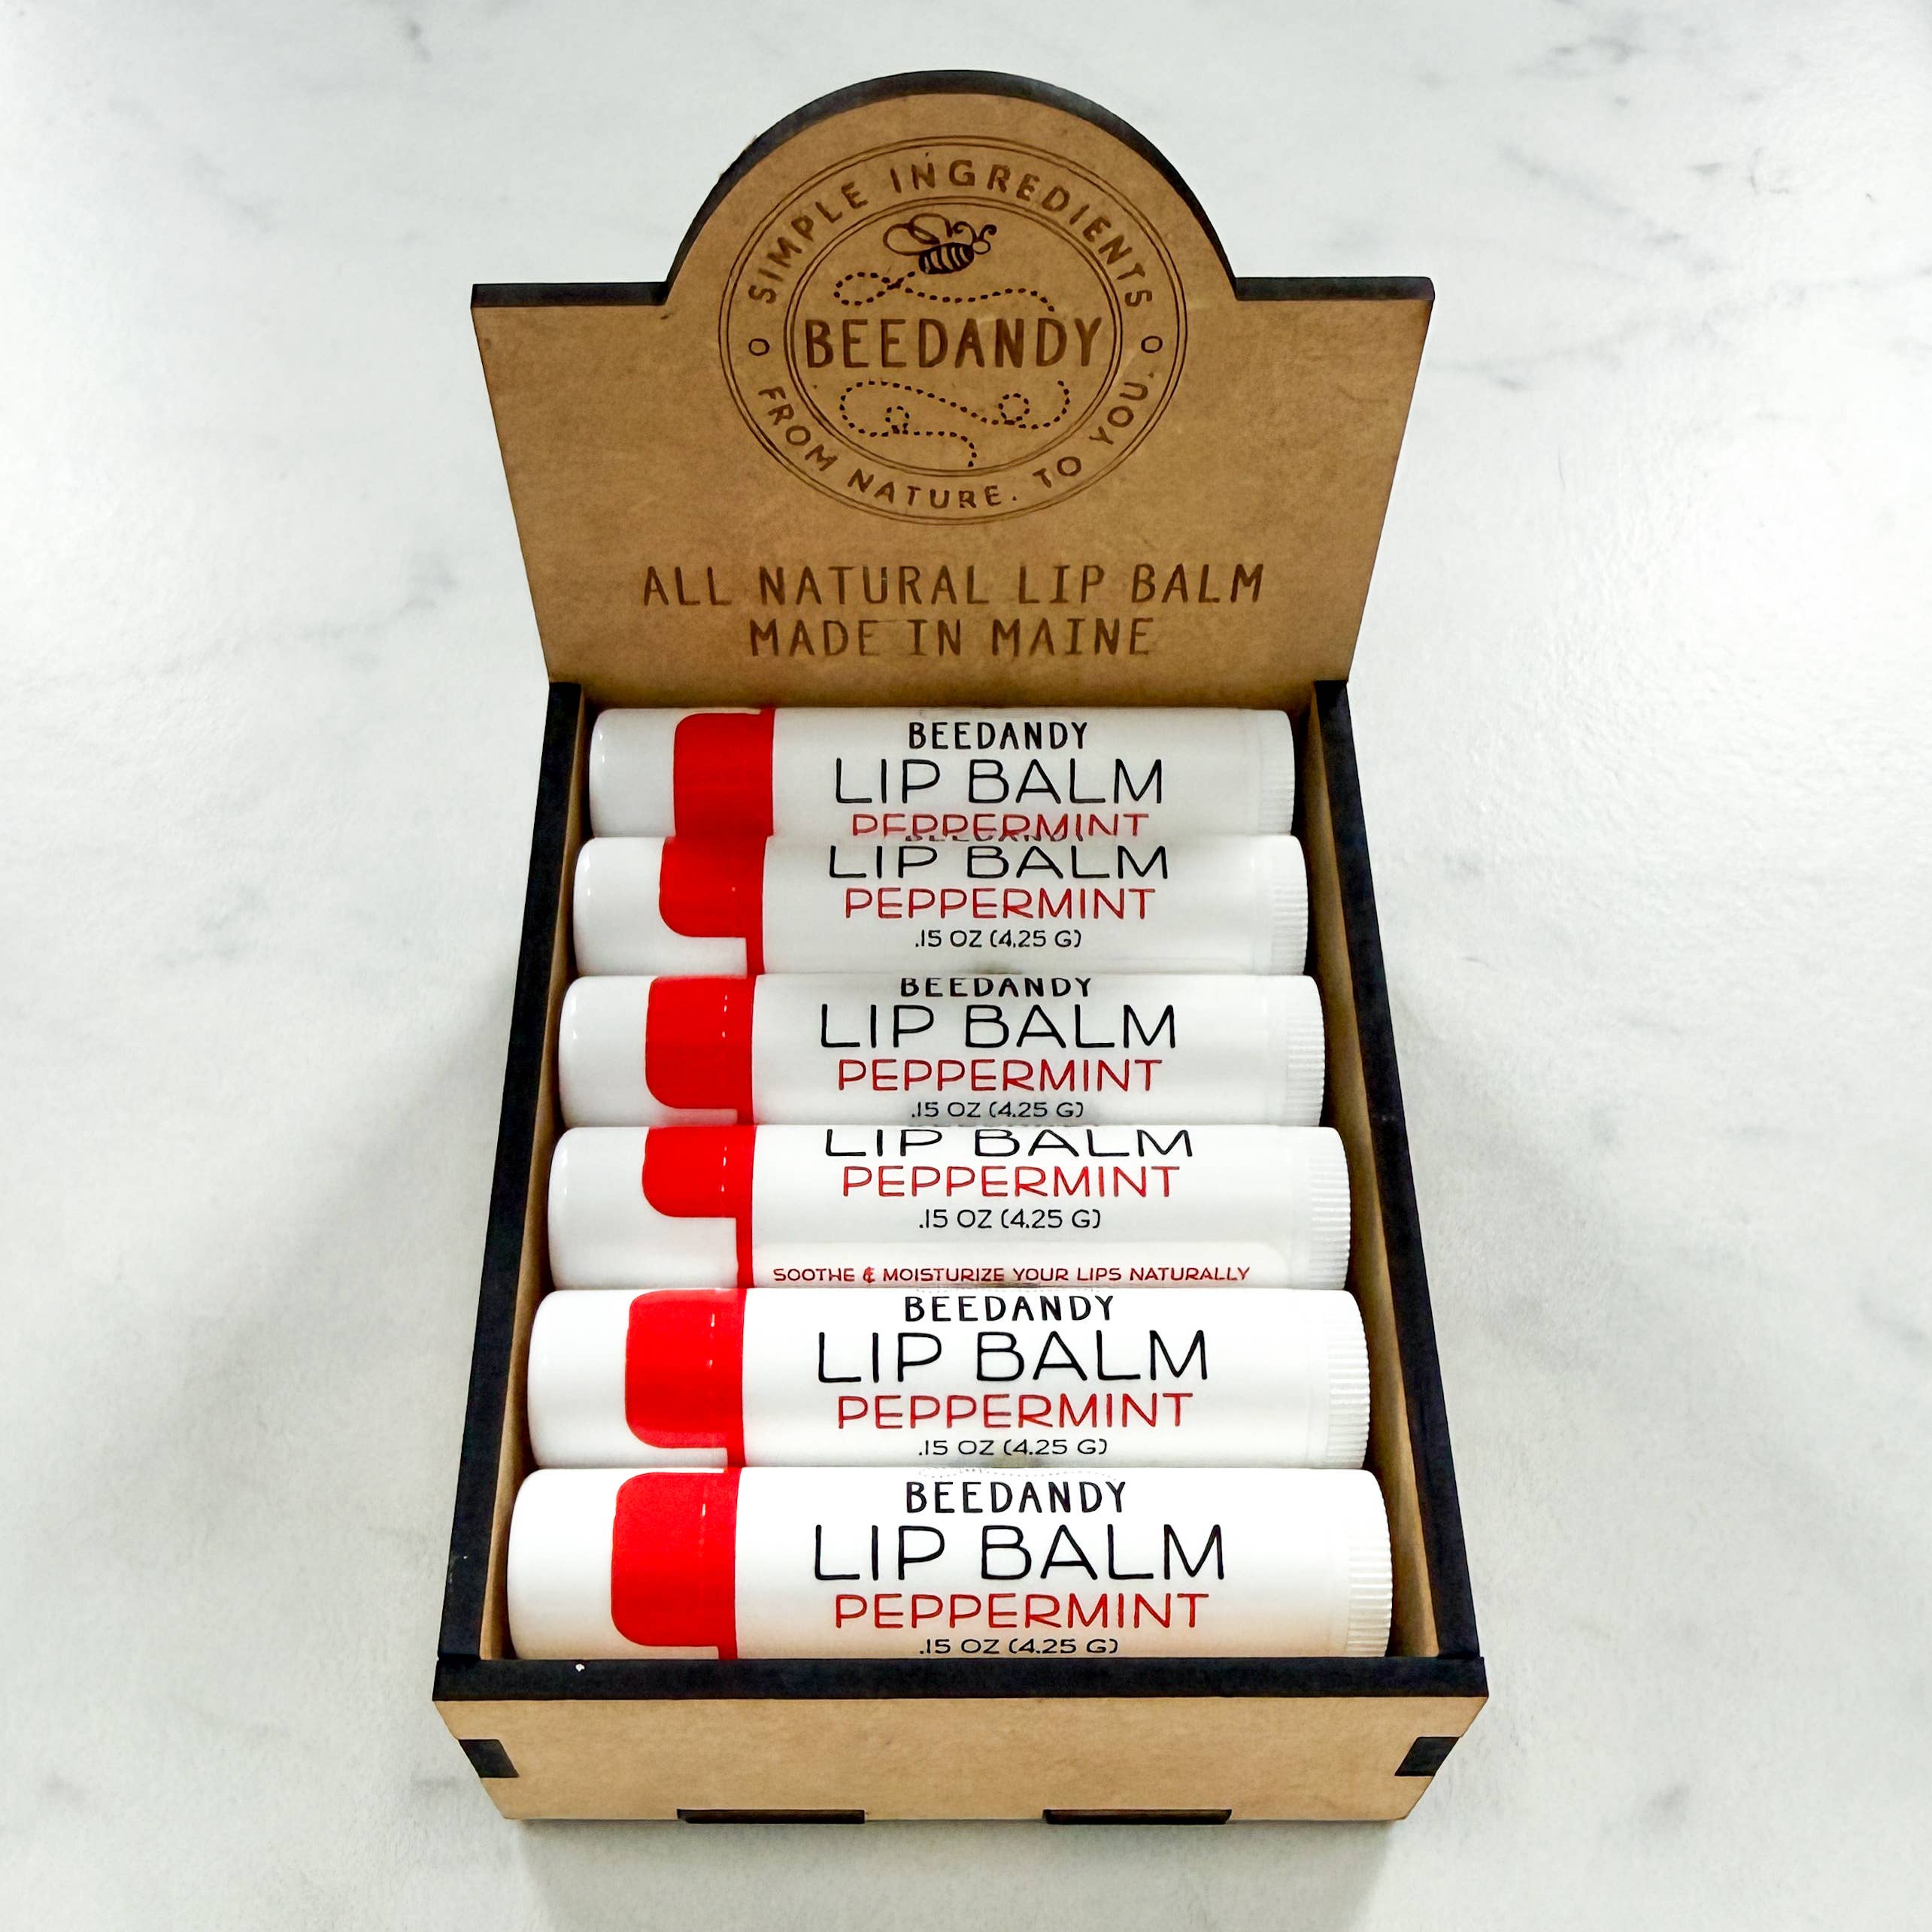 SIMPLE INGREDIENTS
BEEDANDY
FROM NATURE. TO YOU.
ALL NATURAL LIP BALM
MADE IN MAINE
BEEDANDY
LIP BALM
PEPPERMINT
LIP BALM
PEPPERMINT
.15 OZ (4.25 G)
BEEDANDY
LIP BALM
PEPPERMINT
.15 OZ (4.25 G)
LIP BALM
PEPPERMINT
.15 OZ (4.25 G)
SOOTHE & MOISTURIZE YOUR LIPS NATURALLY
BEEDANDY
LIP BALM
PEPPERMINT
.15 OZ (4.25 G)
BEEDANDY
LIP BALM
PEPPERMINT
.15 OZ (4.25 G)